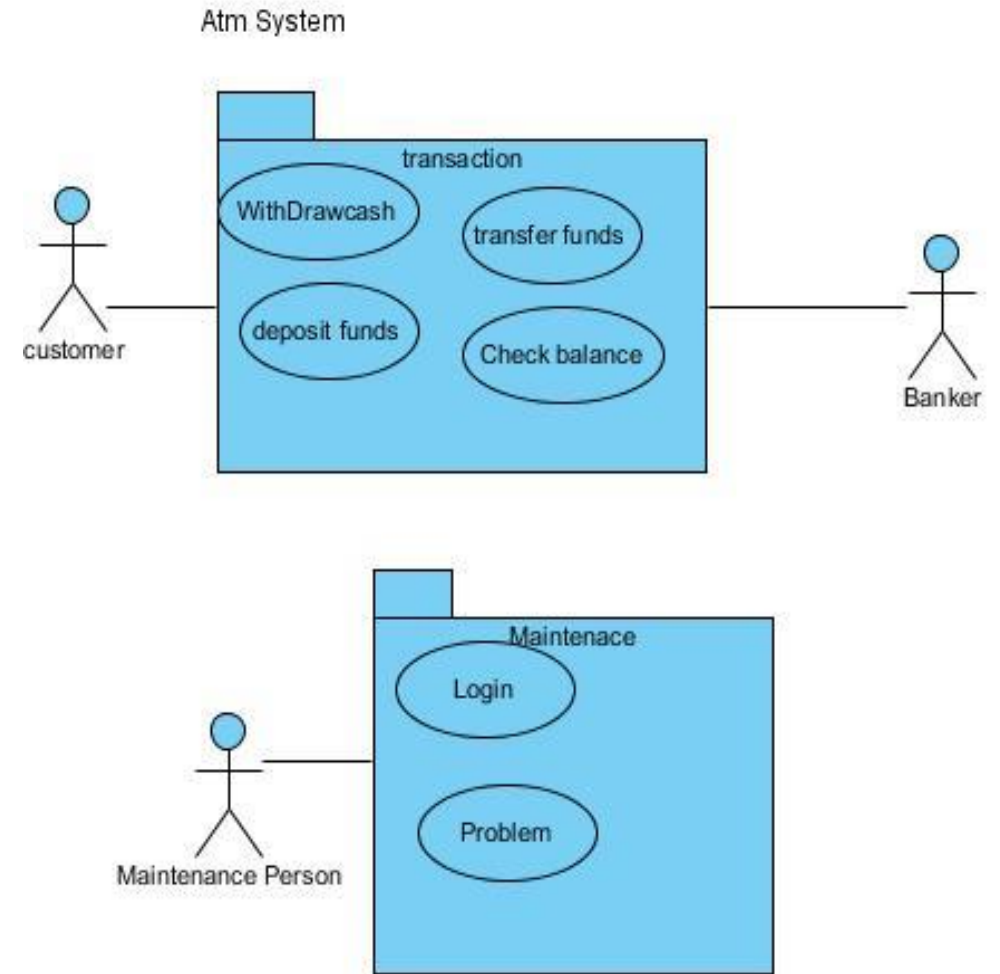 Atm System
transaction
WithDrawcash
transfer funds
deposit funds
Check balance
customer
Banker
Maintenace
Login
Problem
Maintenance Person